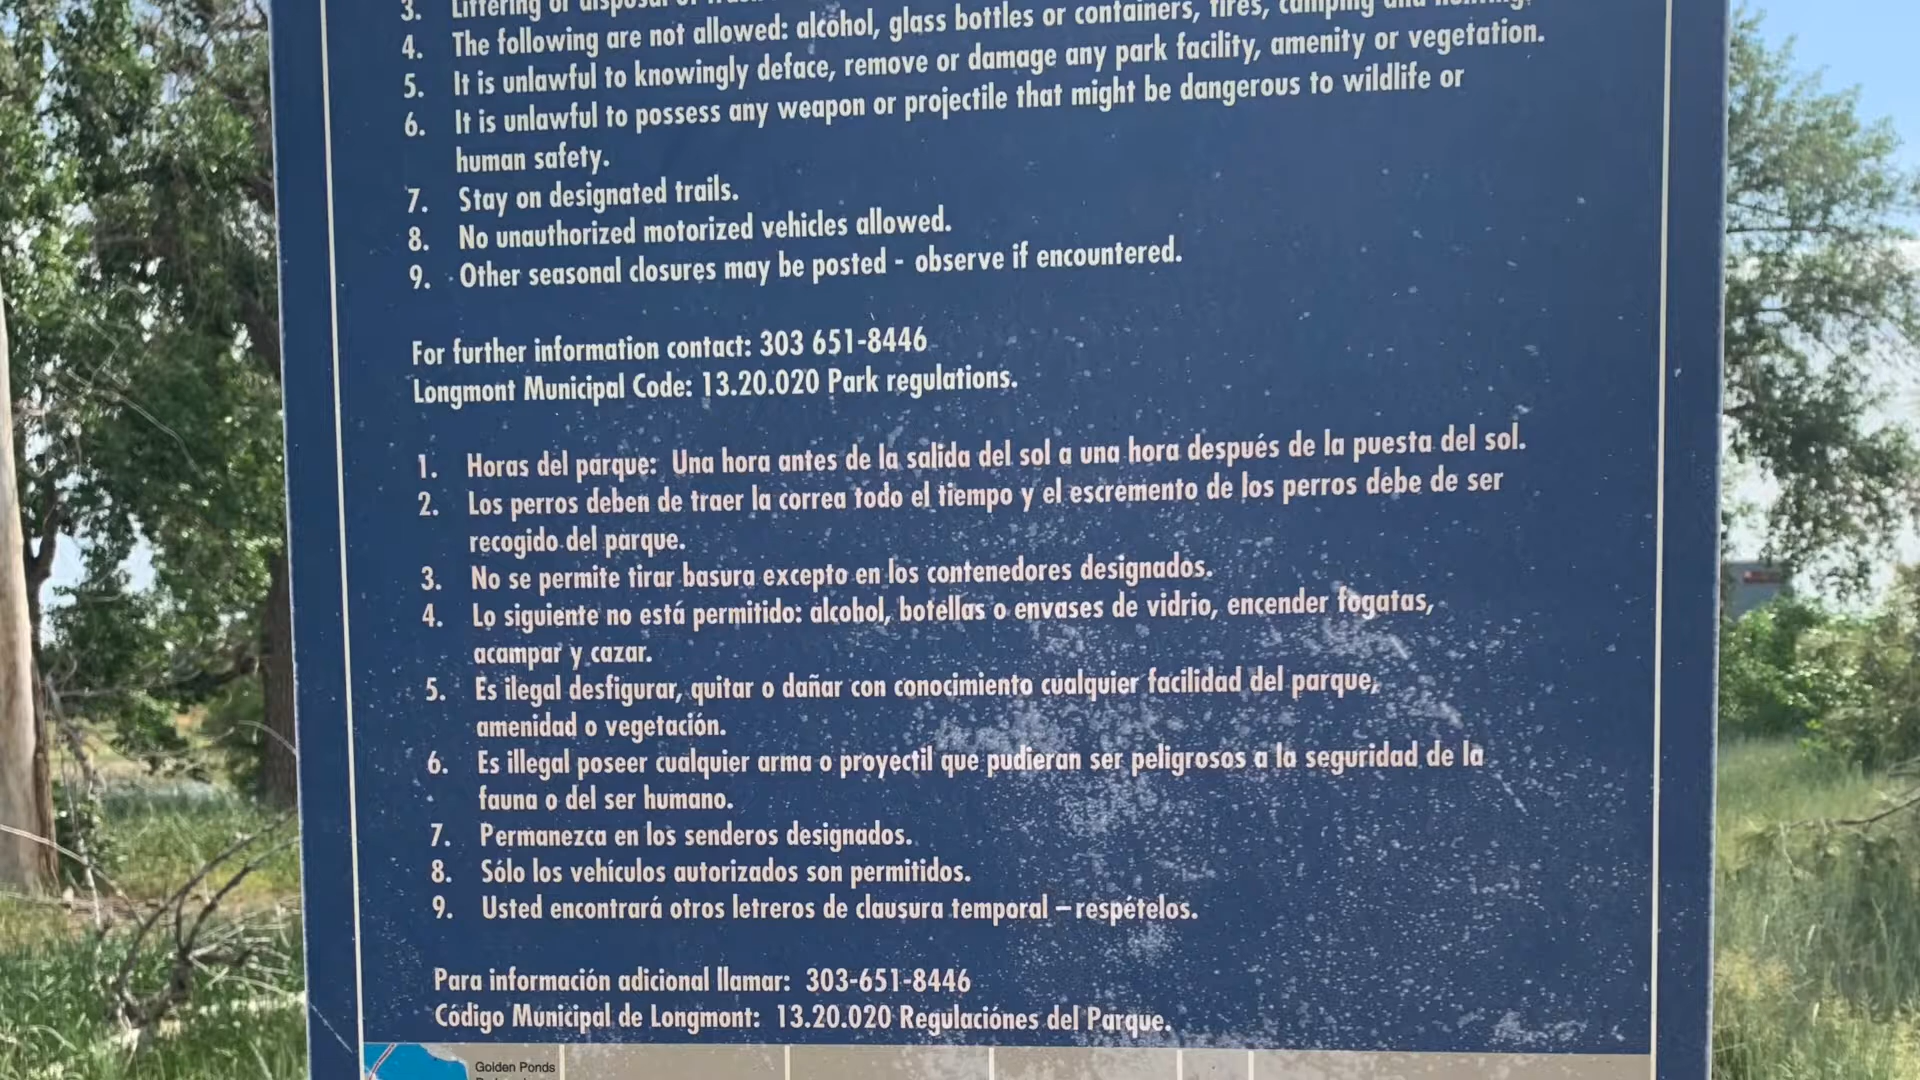 3. Littering or disposal of trash
4. The following are not allowed: alcohol, glass bottles or containers, fires, camping and hunting.
5. It is unlawful to knowingly deface, remove or damage any park facility, amenity or vegetation.
6. It is unlawful to possess any weapon or projectile that might be dangerous to wildlife or
human safety.
7. Stay on designated trails.
8. No unauthorized motorized vehicles allowed.
9. Other seasonal closures may be posted - observe if encountered.
For further information contact: 303 651-8446
Longmont Municipal Code: 13.20.020 Park regulations.
1. Horas del parque: Una hora antes de la salida del sol a una hora después de la puesta del sol.
2. Los perros deben de traer la correa todo el tiempo y el escremento de los perros debe de ser
recogido del parque.
3. No se permite tirar basura excepto en los contenedores designados.
4. Lo siguiente no está permitido: alcohol, botellas o envases de vidrio, encender fogatas,
acampar y cazar.
5. Es ilegal desfigurar, quitar o dañar con conocimiento cualquier facilidad del parque,
amenidad o vegetación.
6. Es illegal poseer cualquier arma o proyectil que pudieran ser peligrosos a la seguridad de la
fauna o del ser humano.
7. Permanezca en los senderos designados.
8. Sólo los vehículos autorizados son permitidos.
9. Usted encontrará otros letreros de clausura temporal – respételos.
Para información adicional llamar: 303-651-8446
Código Municipal de Longmont: 13.20.020 Regulaciónes del Parque.
Golden Ponds